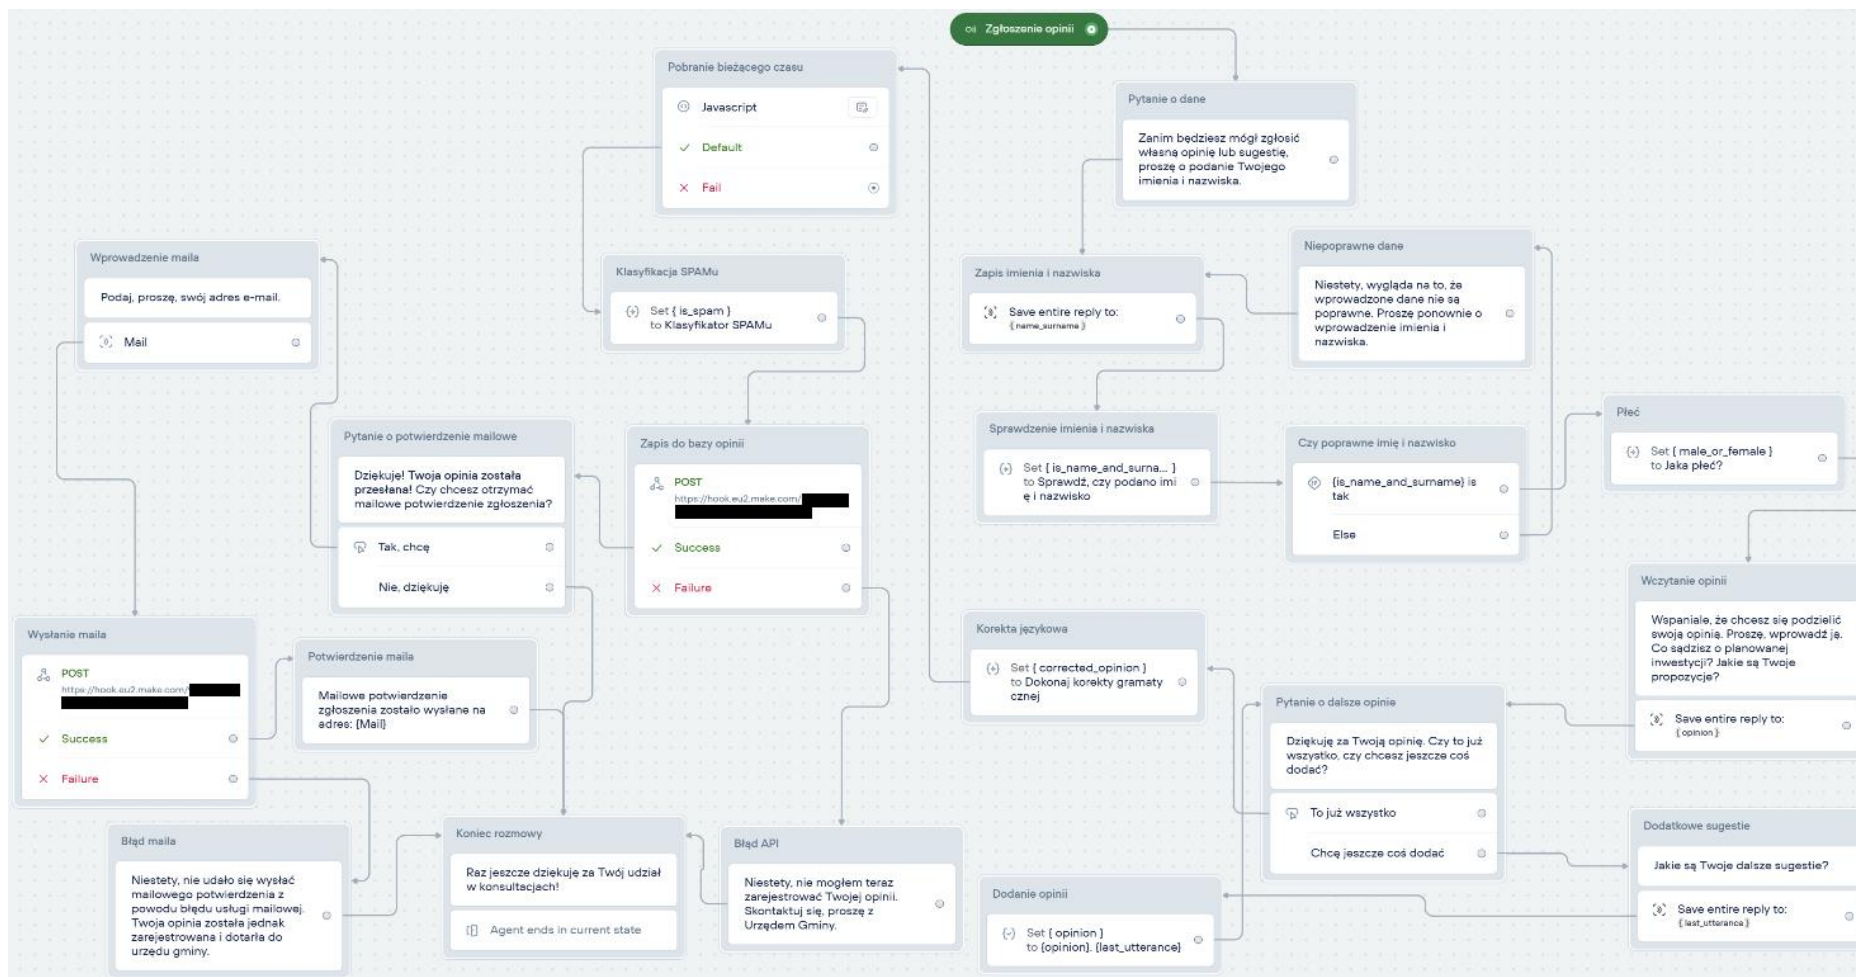 Zgłoszenie opinii
Pobranie bieżącego czasu
Javascript
Default
Fail
Pytanie o dane
Zanim będziesz mógł zgłosić
własną opinię lub sugestię,
proszę o podanie Twojego
imienia i nazwiska.
Wprowadzenie maila
Podaj, proszę, swój adres e-mail.
Mail
Klasyfikacja SPAMu
Set { is_spam }
to Klasyfikator SPAMu
Zapis imienia i nazwiska
Save entire reply to:
{ name_surname }
Niepoprawne dane
Niestety, wygląda na to, że
wprowadzone dane nie są
poprawne. Proszę ponownie o
wprowadzenie imienia i
nazwiska.
Pytanie o potwierdzenie mailowe
Dziękuję! Twoja opinia została
przesłana! Czy chcesz otrzymać
mailowe potwierdzenie zgłoszenia?
Tak, chcę
Nie, dziękuję
Zapis do bazy opinii
POST
https://hook.eu2.make.com/
Success
Failure
Sprawdzenie imienia i nazwiska
Set { is_name_and_surna... }
to Sprawdź, czy podano imi
ę i nazwisko
Czy poprawne imię i nazwisko
{is_name_and_surname} is
tak
Else
Płeć
Set { male_or_female }
to Jaka płeć?
Wysłanie maila
POST
https://hook.eu2.make.com/
Success
Failure
Potwierdzenie maila
Mailowe potwierdzenie
zgłoszenia zostało wysłane na
adres: {Mail}
Korekta językowa
Set { corrected_opinion }
to Dokonaj korekty gramaty
cznej
Wczytanie opinii
Wspaniale, że chcesz się podzielić
swoją opinią. Proszę, wprowadź ją.
Co sądzisz o planowanej
inwestycji? Jakie są Twoje
propozycje?
Save entire reply to:
{ opinion }
Pytanie o dalsze opinie
Dziękuję za Twoją opinię. Czy to już
wszystko, czy chcesz jeszcze coś
dodać?
To już wszystko
Chcę jeszcze coś dodać
Błąd maila
Niestety, nie udało się wysłać
mailowego potwierdzenia z
powodu błędu usługi mailowej.
Twoja opinia została jednak
zarejestrowana i dotarła do
urzędu gminy.
Koniec rozmowy
Raz jeszcze dziękuję za Twój udział
w konsultacjach!
Agent ends in current state
Błąd API
Niestety, nie mogłem teraz
zarejestrować Twojej opinii.
Skontaktuj się, proszę z
Urzędem Gminy.
Dodanie opinii
Set { opinion }
to {opinion}. {last_utterance}
Dodatkowe sugestie
Jakie są Twoje dalsze sugestie?
Save entire reply to:
{ last_utterance }